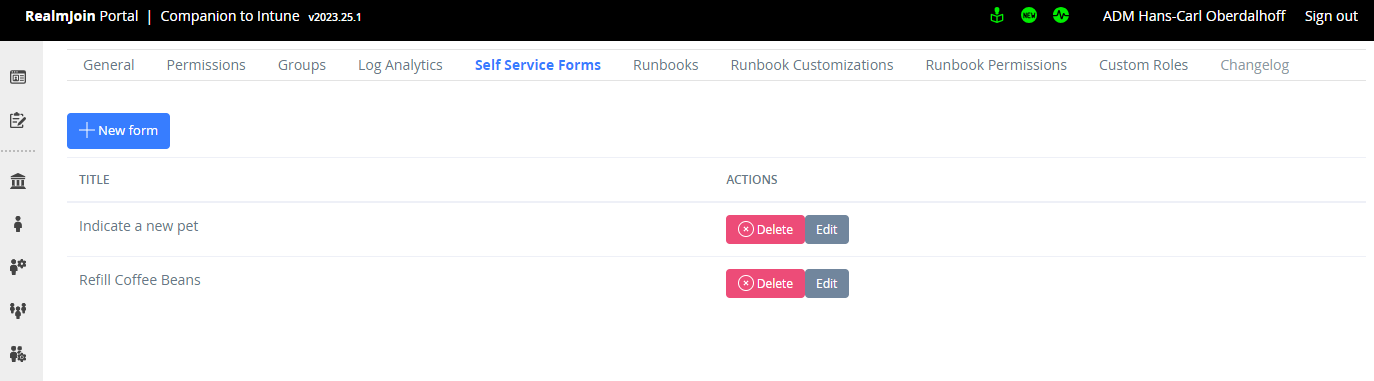 RealmJoin Portal | Companion to Intune v2023.25.1 NEW ADM Hans-Carl Oberdalhoff Sign out
General Permissions Groups Log Analytics Self Service Forms Runbooks Runbook Customizations Runbook Permissions Custom Roles Changelog
New form
TITLE ACTIONS
Indicate a new pet Delete Edit
Refill Coffee Beans Delete Edit